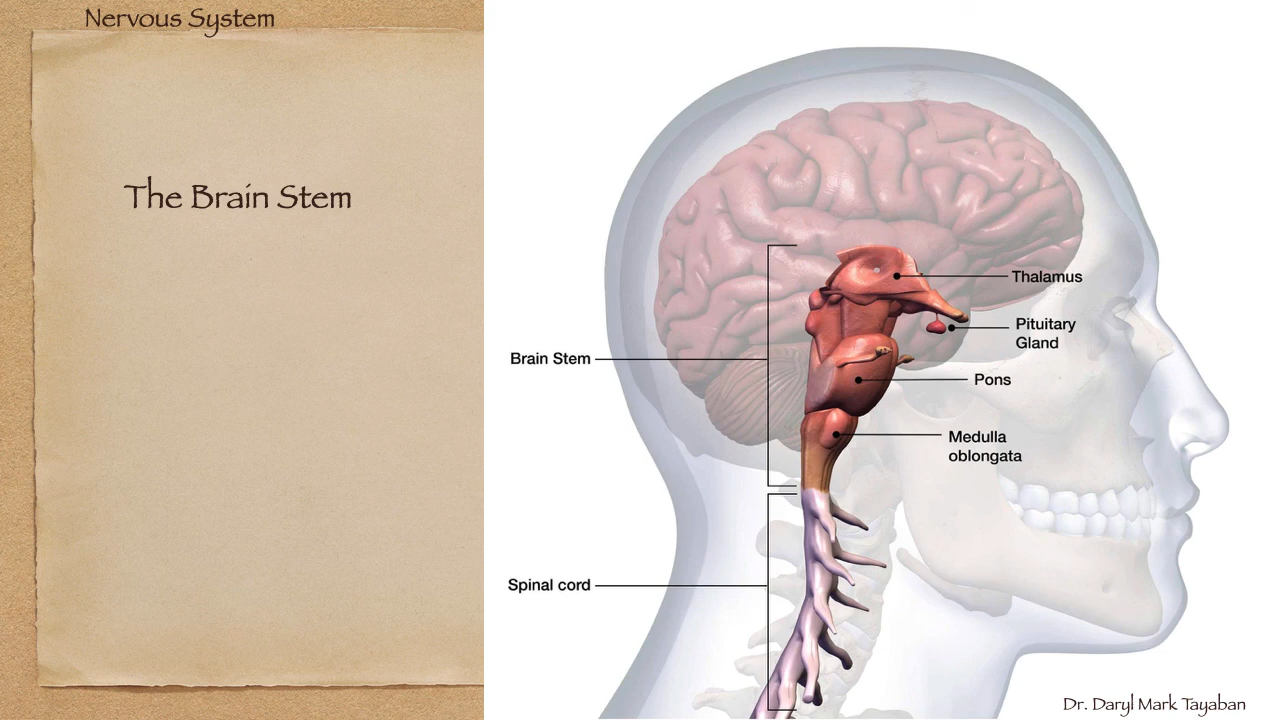 Nervous System
The Brain Stem
Thalamus
Pituitary
Gland
Brain Stem
Pons
Medulla
oblongata
Spinal cord
Dr. Daryl Mark Tayaban